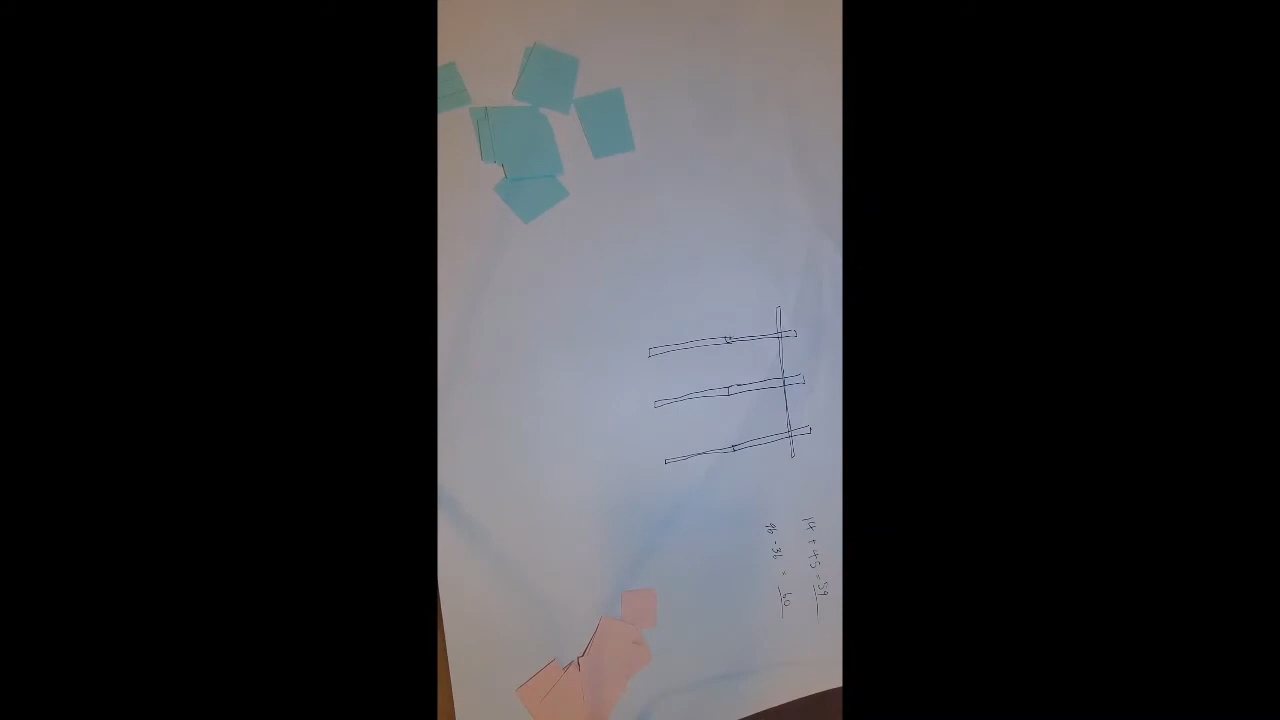 14 + 45 = 59
96 - 36 = 60